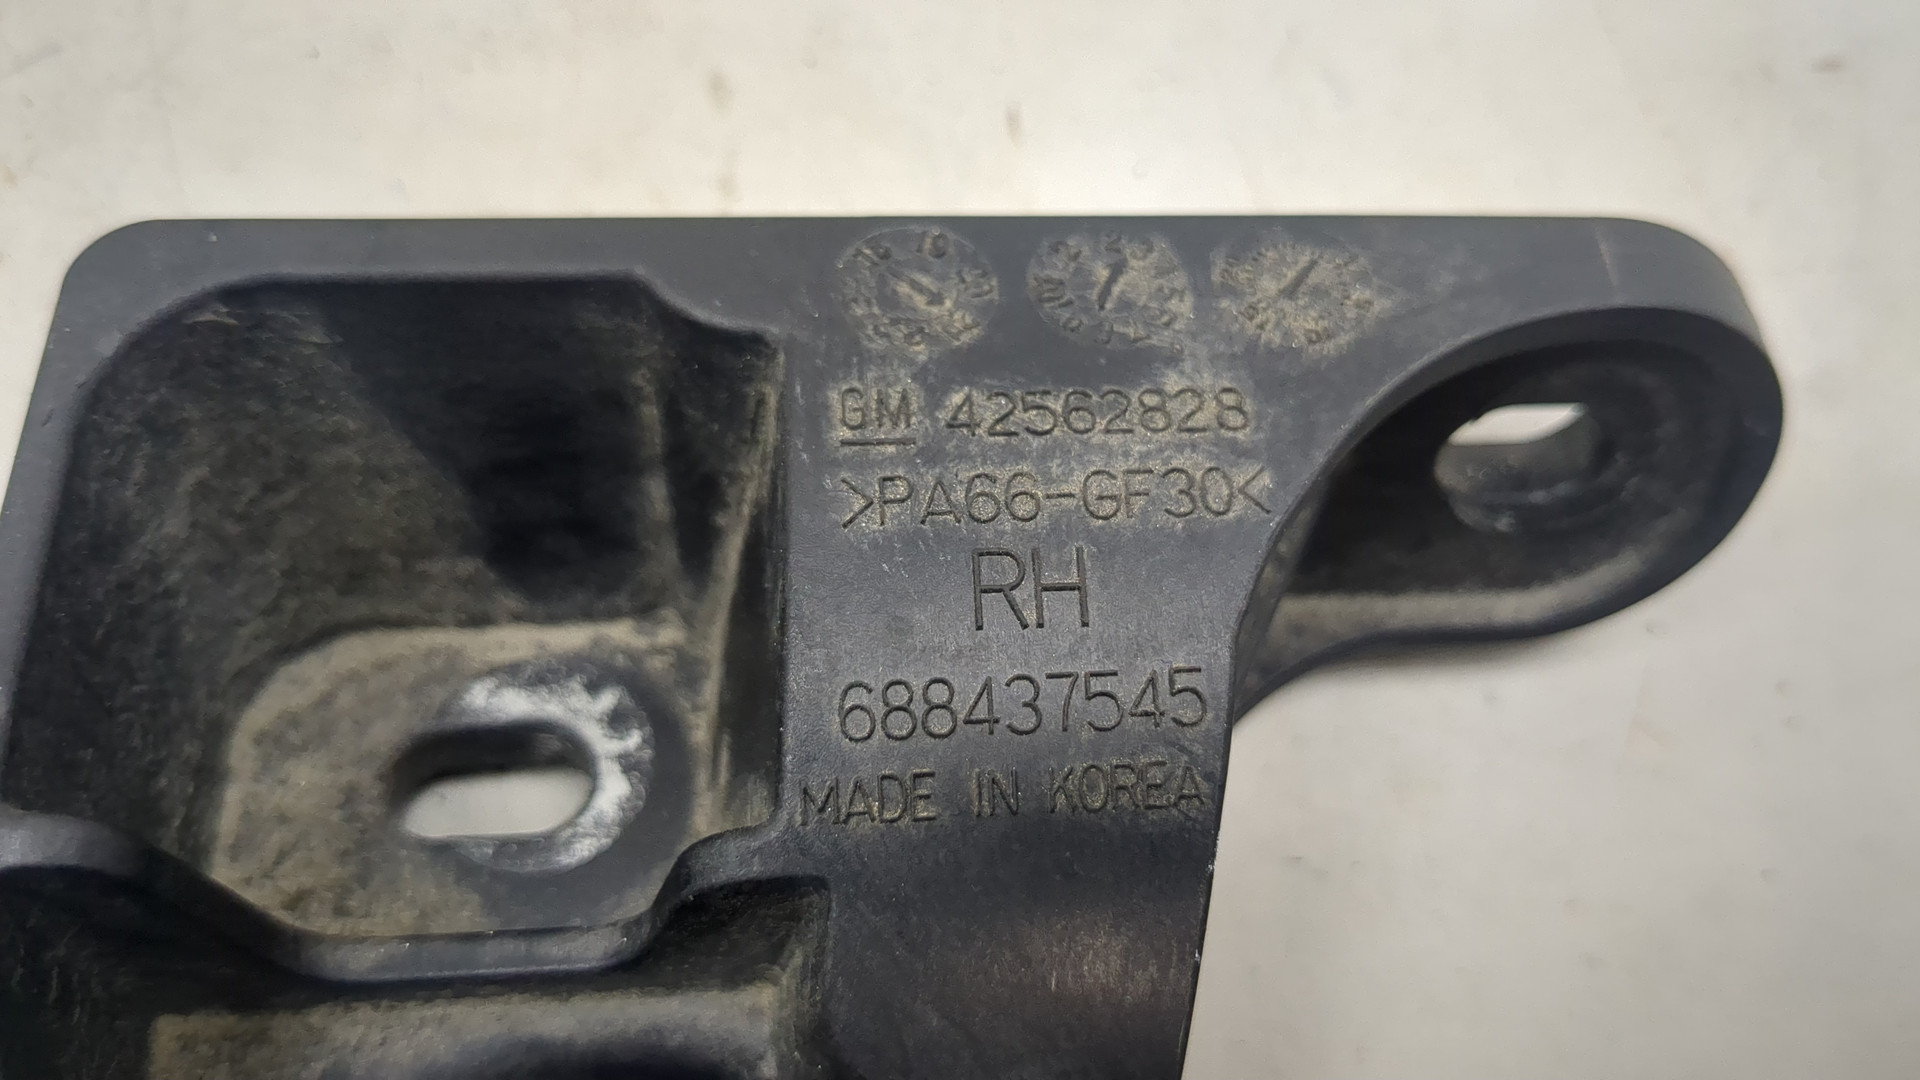 GM 42562828
>PA66-GF30<
RH
688437545
MADE IN KOREA